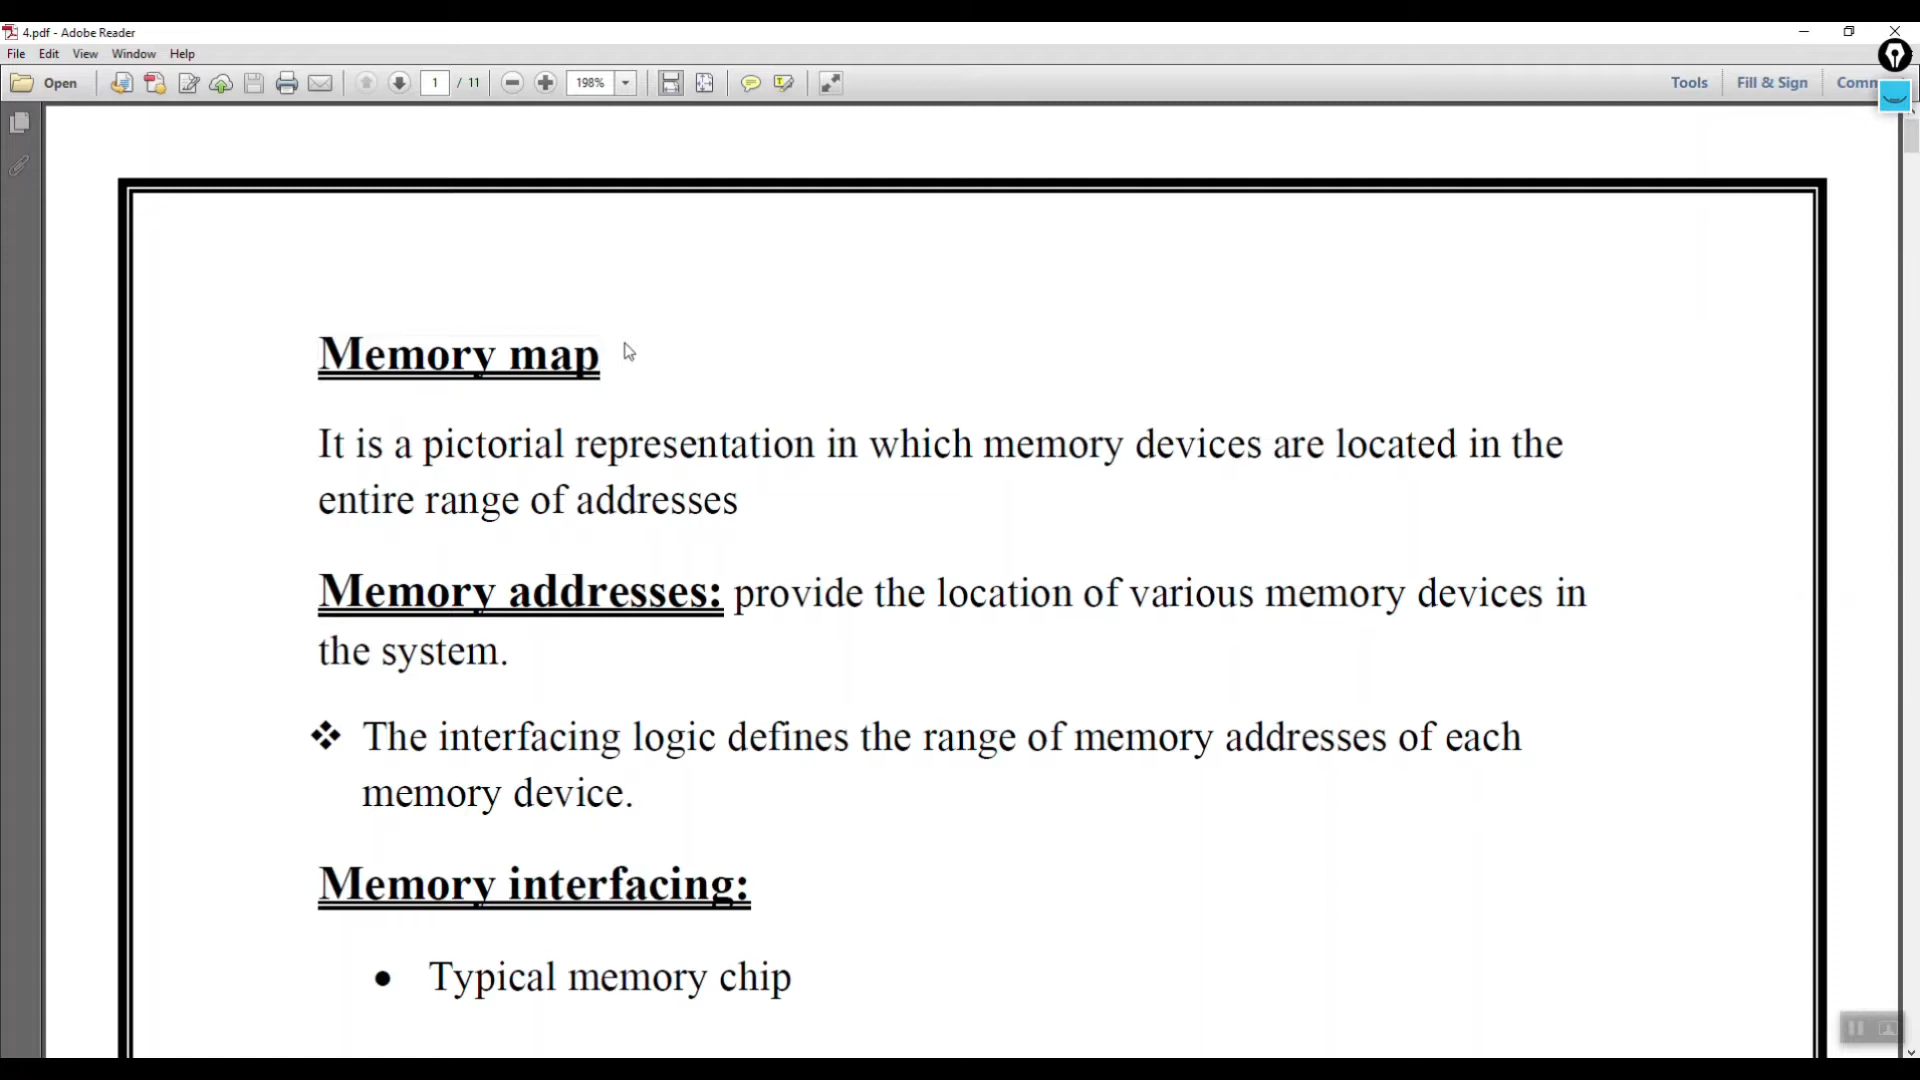 4.pdf - Adobe Reader
File Edit View Window Help
Open 1 / 11 198% Tools Fill & Sign Comm
Memory map
It is a pictorial representation in which memory devices are located in the
entire range of addresses
Memory addresses: provide the location of various memory devices in
the system.
❖ The interfacing logic defines the range of memory addresses of each
memory device.
Memory interfacing:
• Typical memory chip